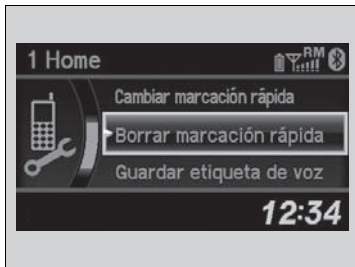 1 Home
RM
Cambiar marcación rápida
Borrar marcación rápida
Guardar etiqueta de voz
12:34